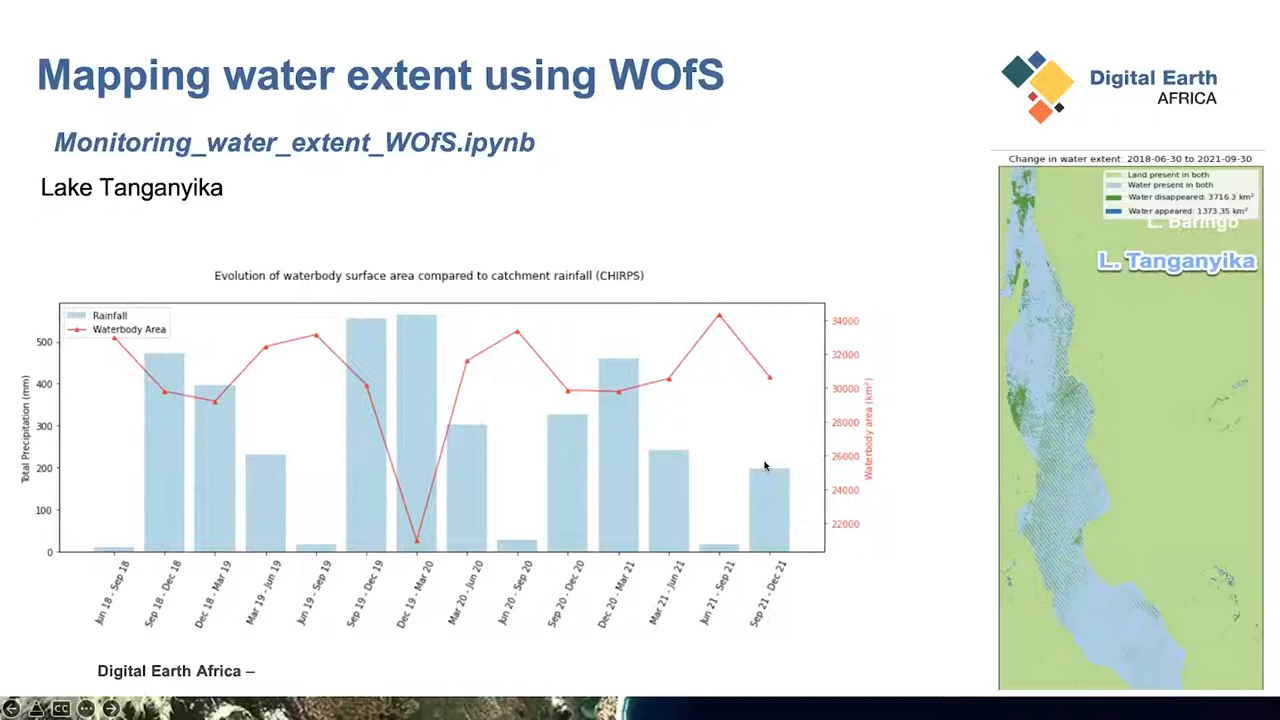 Mapping water extent using WOfS
Monitoring_water_extent_WOfS.ipynb
Lake Tanganyika
Digital Earth
AFRICA
Change in water extent: 2018-06-30 to 2021-09-30
Land present in both
Water present in both
Water disappeared: 3716.3 km²
Water appeared: 1373.35 km²
L. Baringo
L. Tanganyika
Evolution of waterbody surface area compared to catchment rainfall (CHIRPS)
Rainfall
Waterbody Area
Total Precipitation (mm)
500
400
300
200
100
0
34000
32000
30000
28000
26000
24000
22000
Waterbody area (km²)
Jun 18 - Sep 18
Sep 18 - Dec 18
Dec 18 - Mar 19
Mar 19 - Jun 19
Jun 19 - Sep 19
Sep 19 - Dec 19
Dec 19 - Mar 20
Mar 20 - Jun 20
Jun 20 - Sep 20
Sep 20 - Dec 20
Dec 20 - Mar 21
Mar 21 - Jun 21
Jun 21 - Sep 21
Sep 21 - Dec 21
Digital Earth Africa –
CC